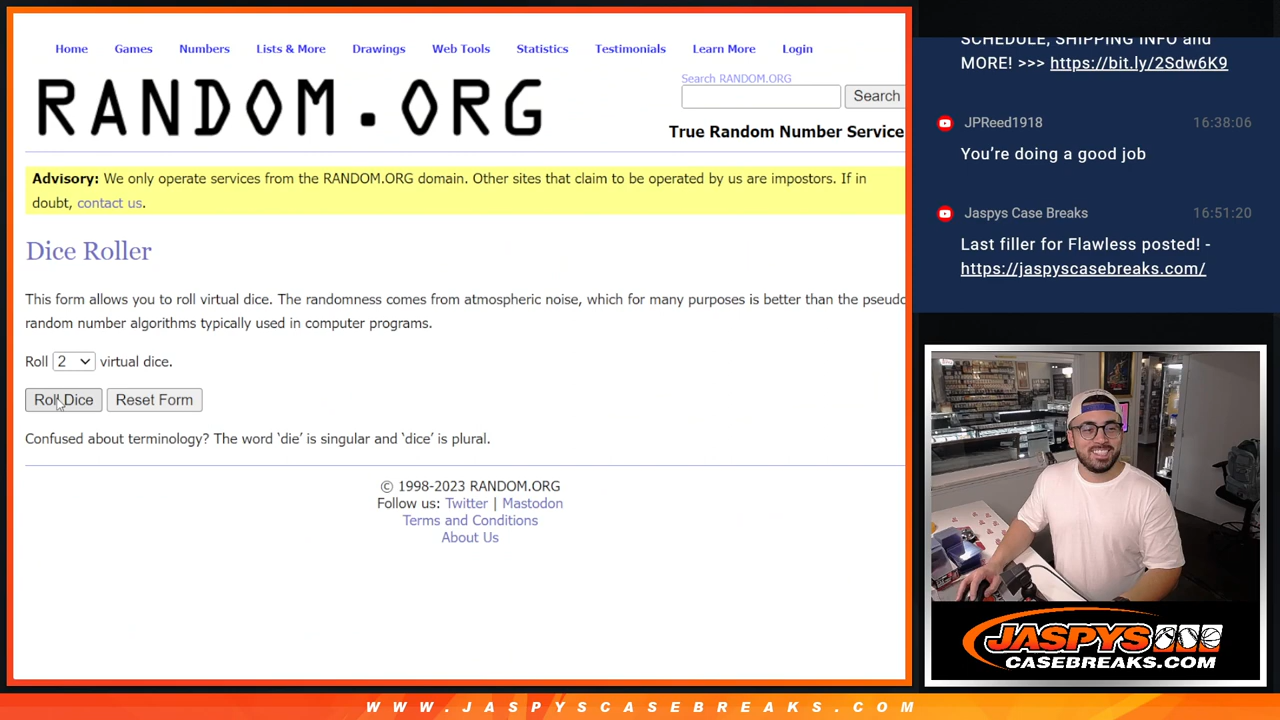 Home Games Numbers Lists & More Drawings Web Tools Statistics Testimonials Learn More Login
RANDOM.ORG
Search RANDOM.ORG
Search
True Random Number Service
Advisory: We only operate services from the RANDOM.ORG domain. Other sites that claim to be operated by us are impostors. If in
doubt, contact us.
Dice Roller
This form allows you to roll virtual dice. The randomness comes from atmospheric noise, which for many purposes is better than the pseudo
random number algorithms typically used in computer programs.
Roll 2 virtual dice.
Roll Dice Reset Form
Confused about terminology? The word ‘die’ is singular and ‘dice’ is plural.
© 1998-2023 RANDOM.ORG
Follow us: Twitter | Mastodon
Terms and Conditions
About Us
SCHEDULE, SHIPPING INFO and
MORE! >>> https://bit.ly/2Sdw6K9
JPReed1918 16:38:06
You’re doing a good job
Jaspys Case Breaks 16:51:20
Last filler for Flawless posted! -
https://jaspyscasebreaks.com/
JASPYS
CASEBREAKS.COM
WWW.JASPYSCASEBREAKS.COM